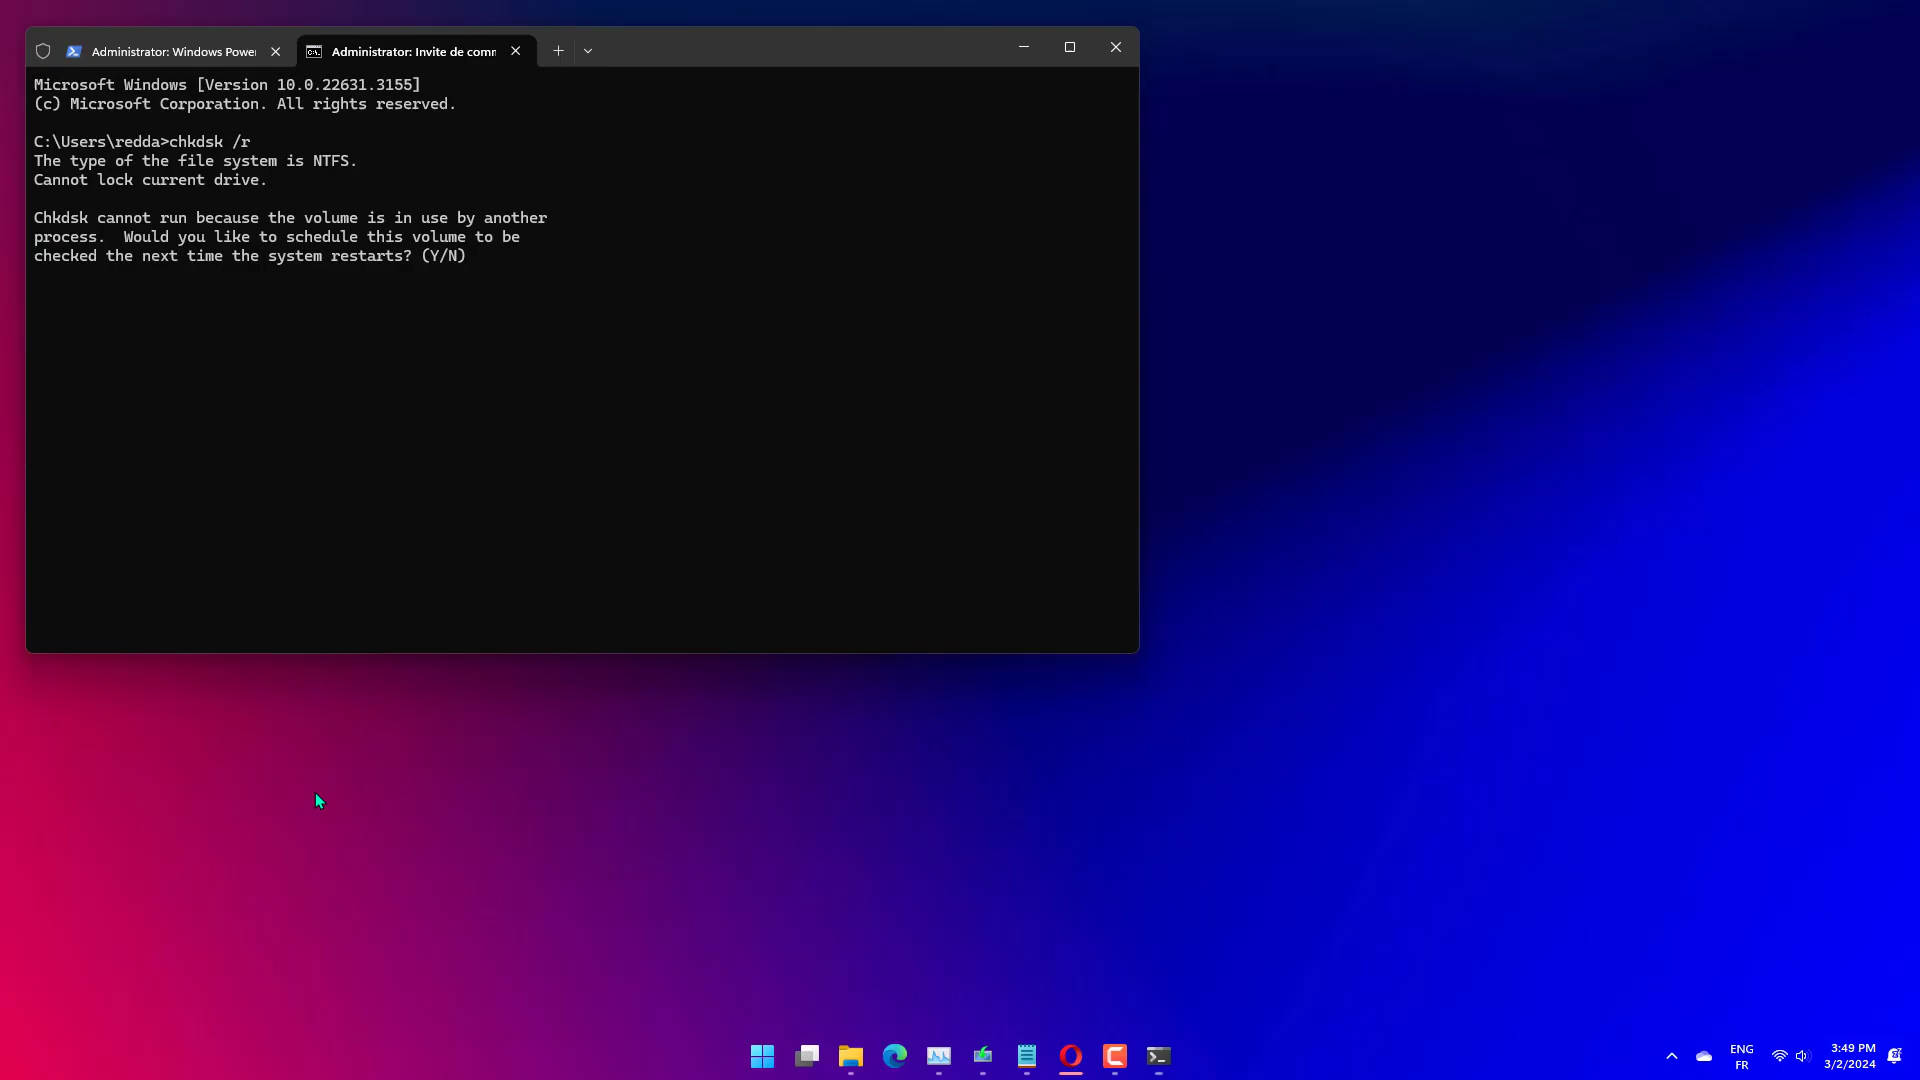 Administrator: Windows Power
Administrator: Invite de comm
Microsoft Windows [Version 10.0.22631.3155]
(c) Microsoft Corporation. All rights reserved.
C:\Users\redda>chkdsk /r
The type of the file system is NTFS.
Cannot lock current drive.
Chkdsk cannot run because the volume is in use by another
process.  Would you like to schedule this volume to be
checked the next time the system restarts? (Y/N)
ENG
FR
3:49 PM
3/2/2024